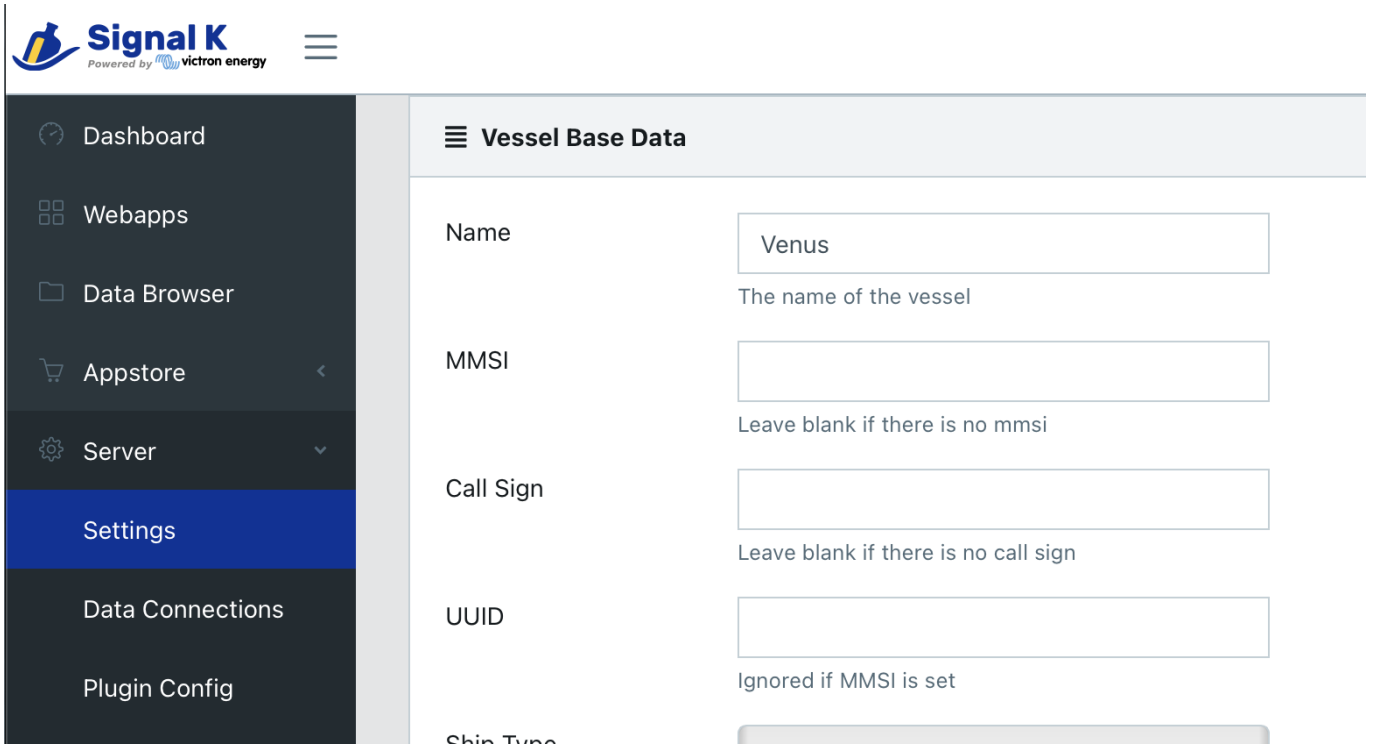 Signal K
Powered by victron energy
Dashboard
Webapps
Data Browser
Appstore
Server
Settings
Data Connections
Plugin Config
Vessel Base Data
Name
Venus
The name of the vessel
MMSI
Leave blank if there is no mmsi
Call Sign
Leave blank if there is no call sign
UUID
Ignored if MMSI is set
Ship Type